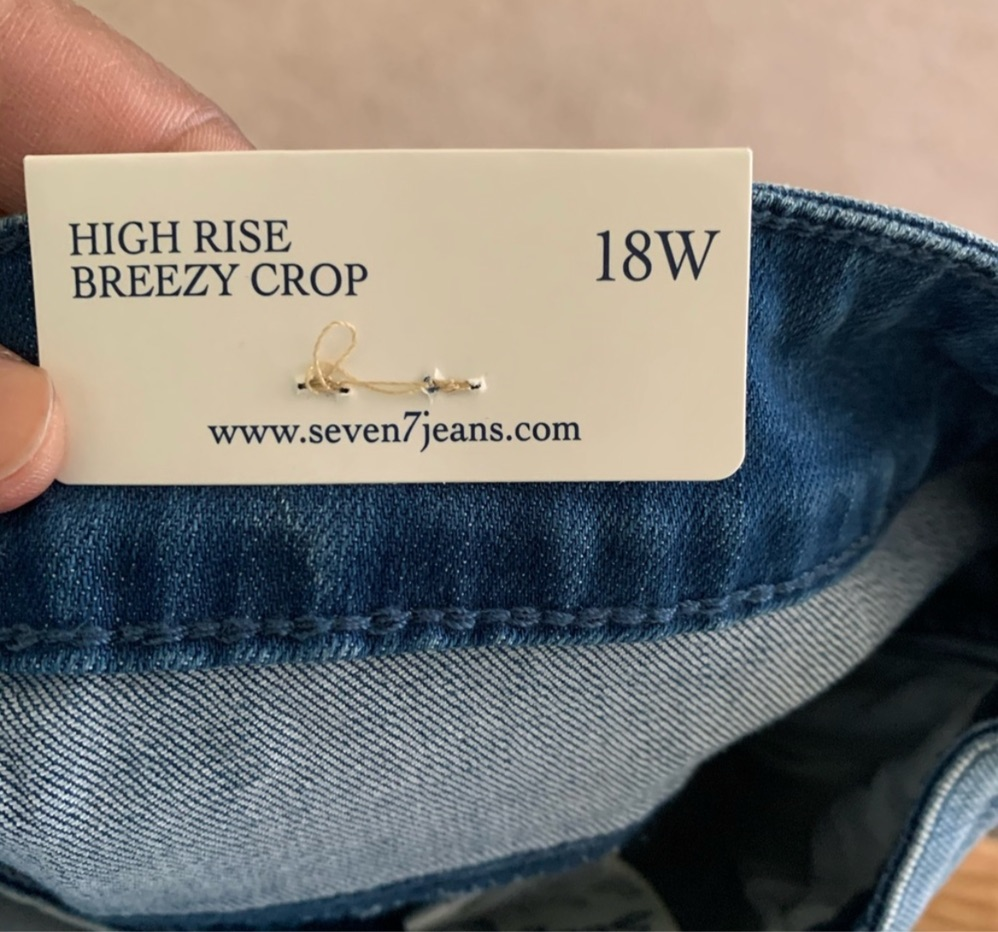 HIGH RISE
BREEZY CROP
18W
www.seven7jeans.com